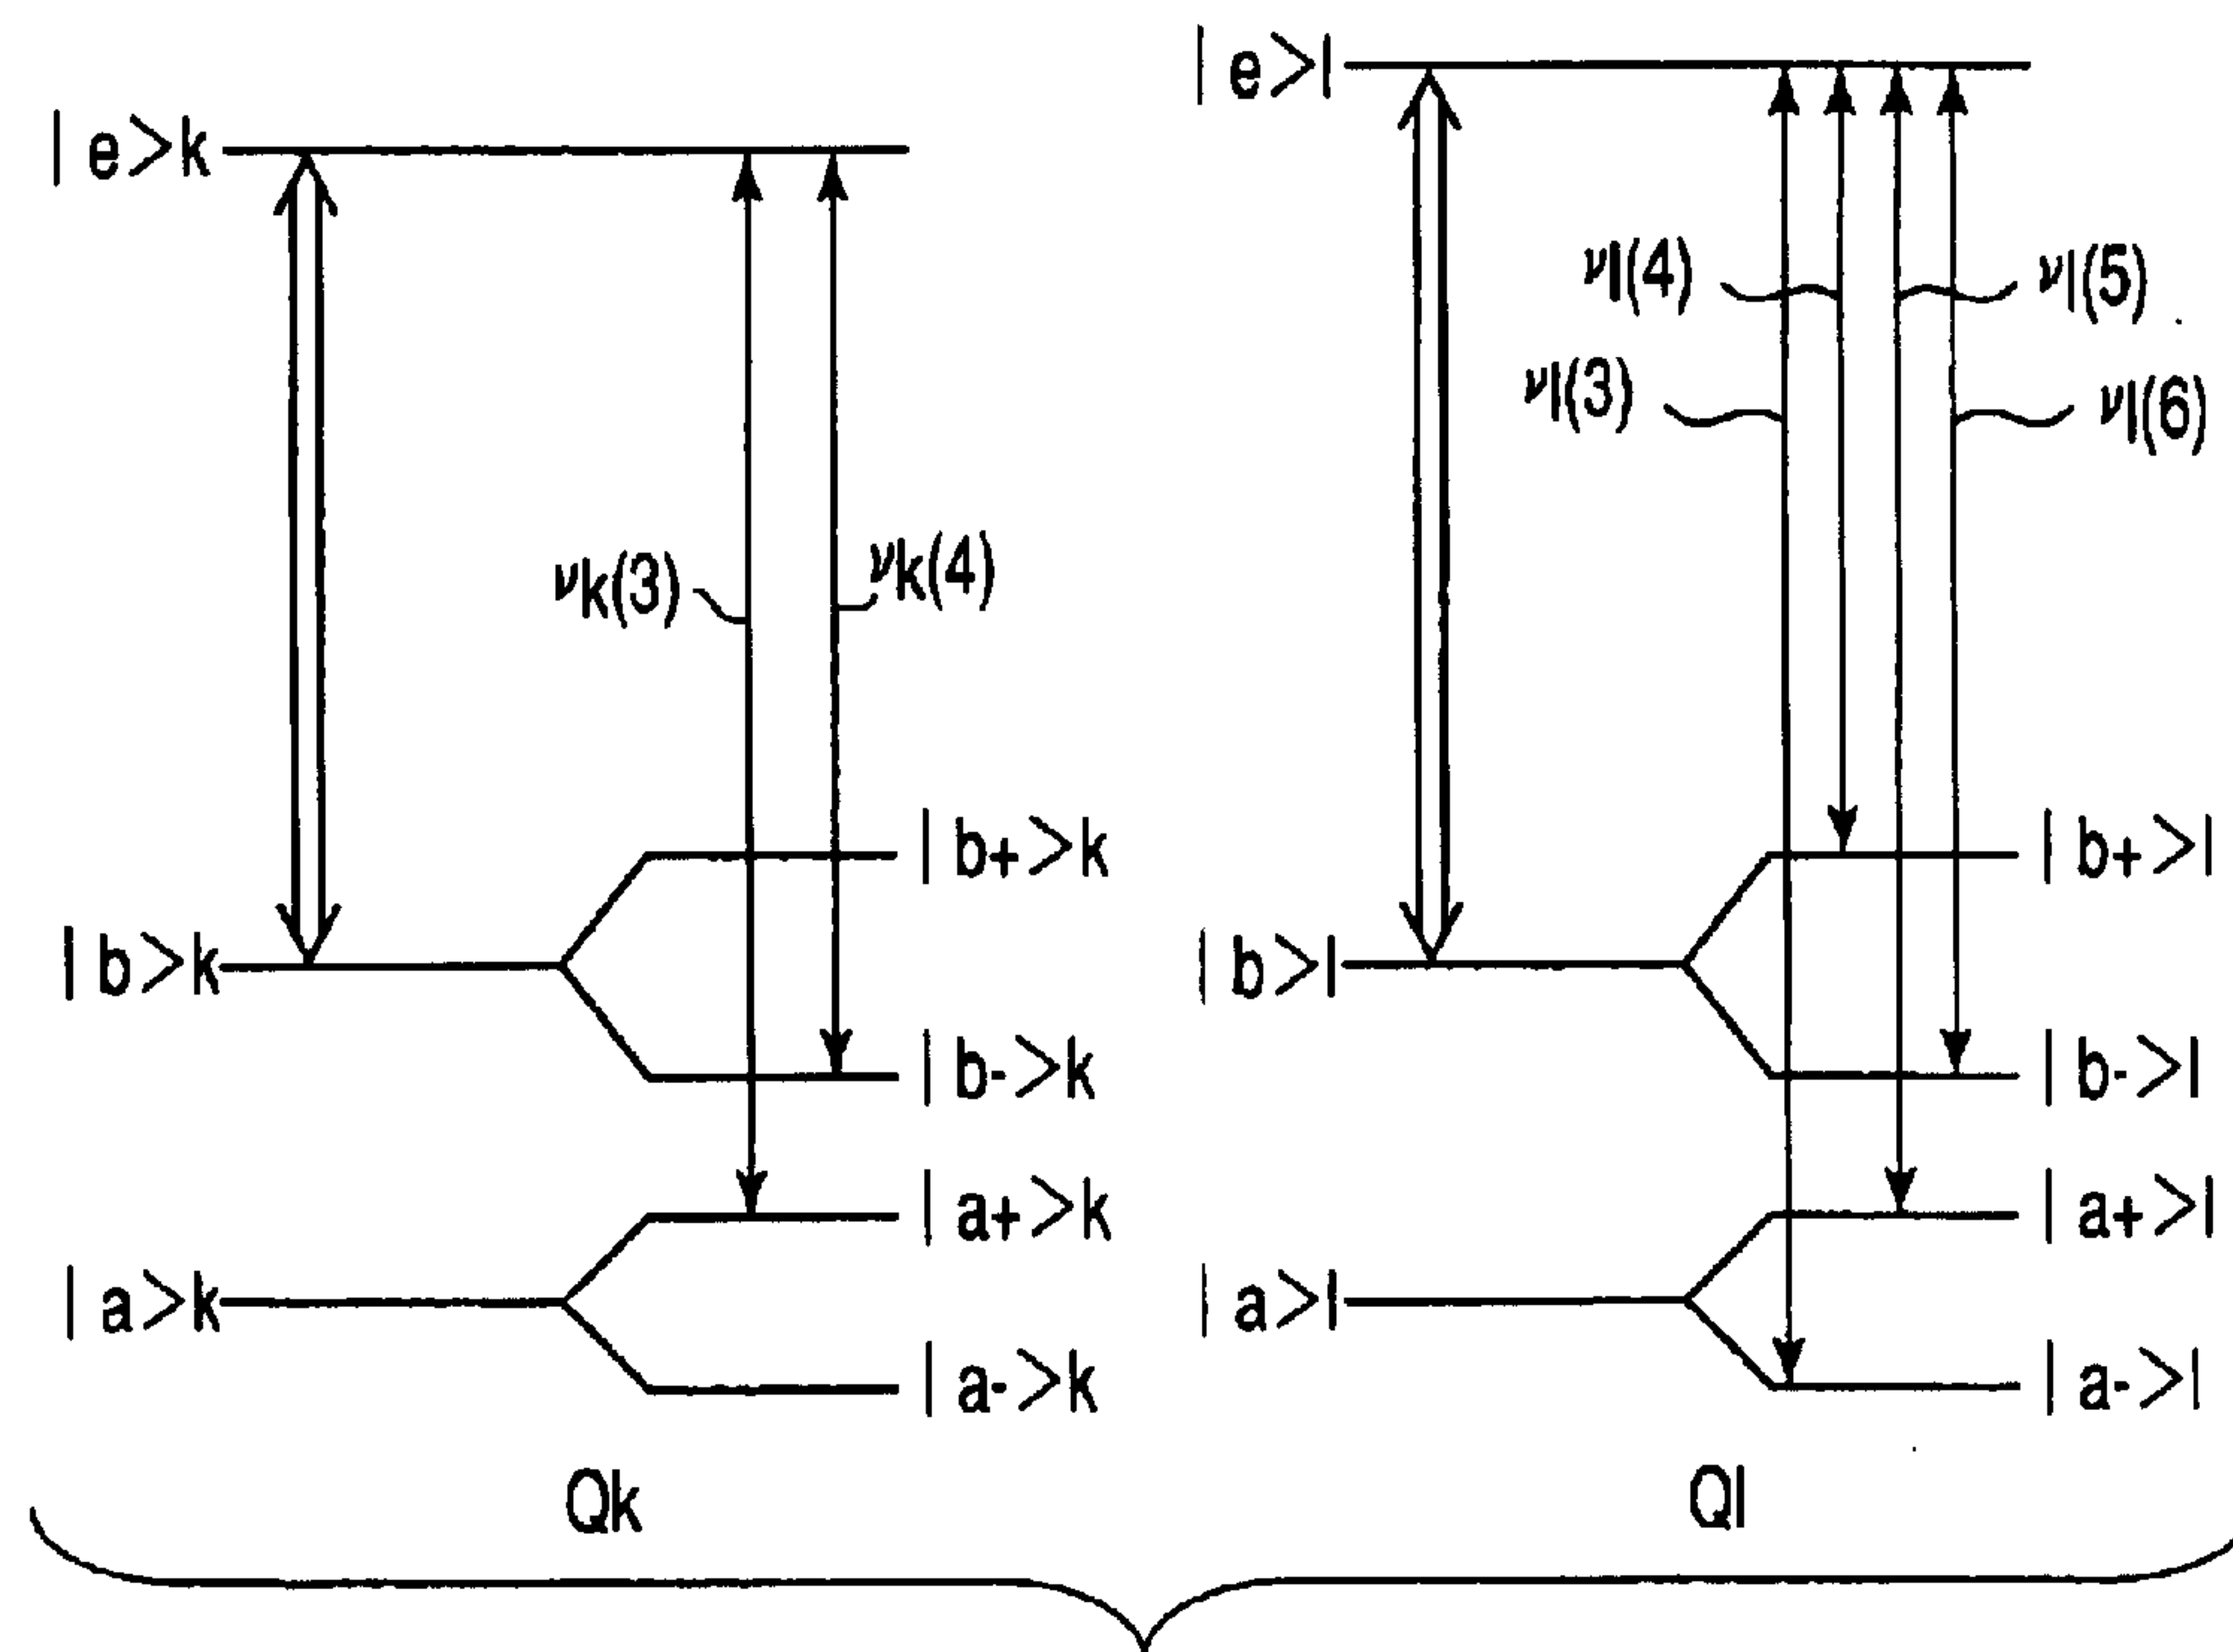 | e>k
νk(3)
νk(4)
| b>k
| b+>k
| b->k
| a>k
| a+>k
| a->k
Qk
| e>l
νl(4)
νl(5)
νl(3)
νl(6)
| b>l
| b+>l
| b->l
| a>l
| a+>l
| a->l
Ql